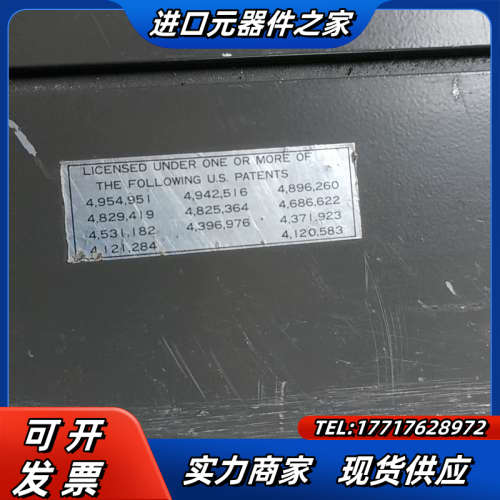 进口元器件之家
LICENSED UNDER ONE OR MORE OF
THE FOLLOWING U.S. PATENTS
4,954,951 4,942,516 4,896,260
4,829,419 4,825,364 4,686,622
4,531,182 4,396,976 4,371,923
4,121,284 4,120,583
TEL:17717628972
可开
发票
实力商家 现货供应